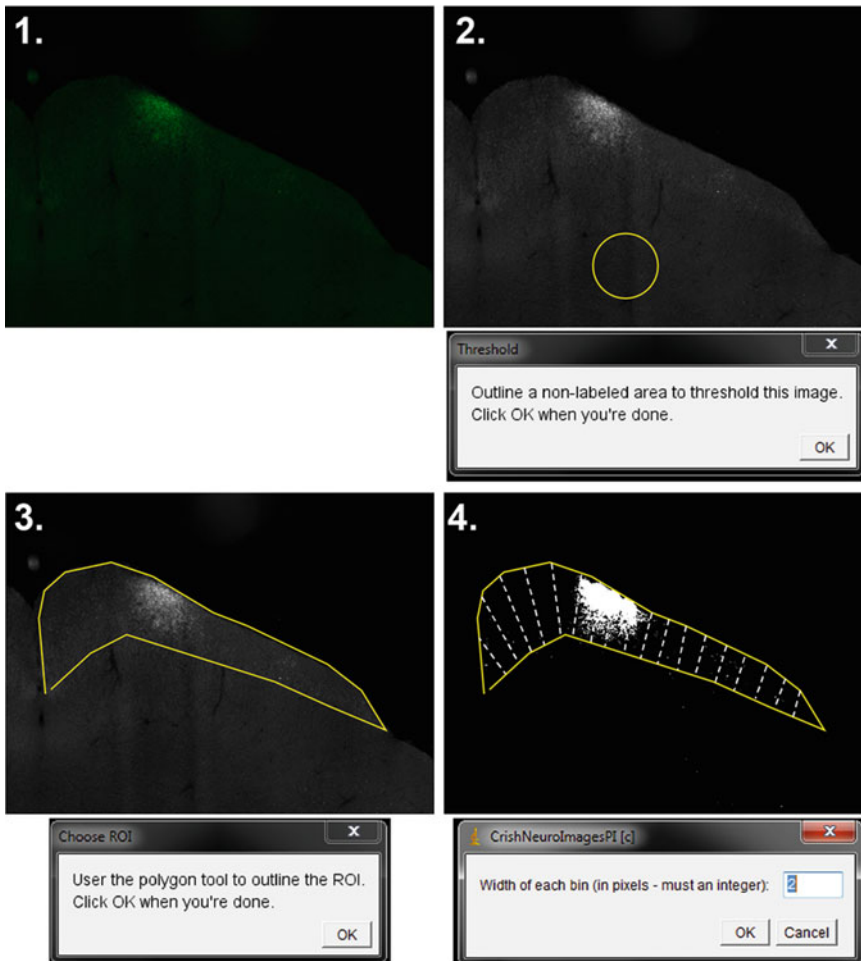 1.
2.
Threshold
X
Outline a non-labeled area to threshold this image.
Click OK when you're done.
OK
3.
4.
Choose ROI
X
User the polygon tool to outline the ROI.
Click OK when you're done.
OK
CrishNeuroImagesPI [c]
X
Width of each bin (in pixels - must an integer): 2
OK Cancel